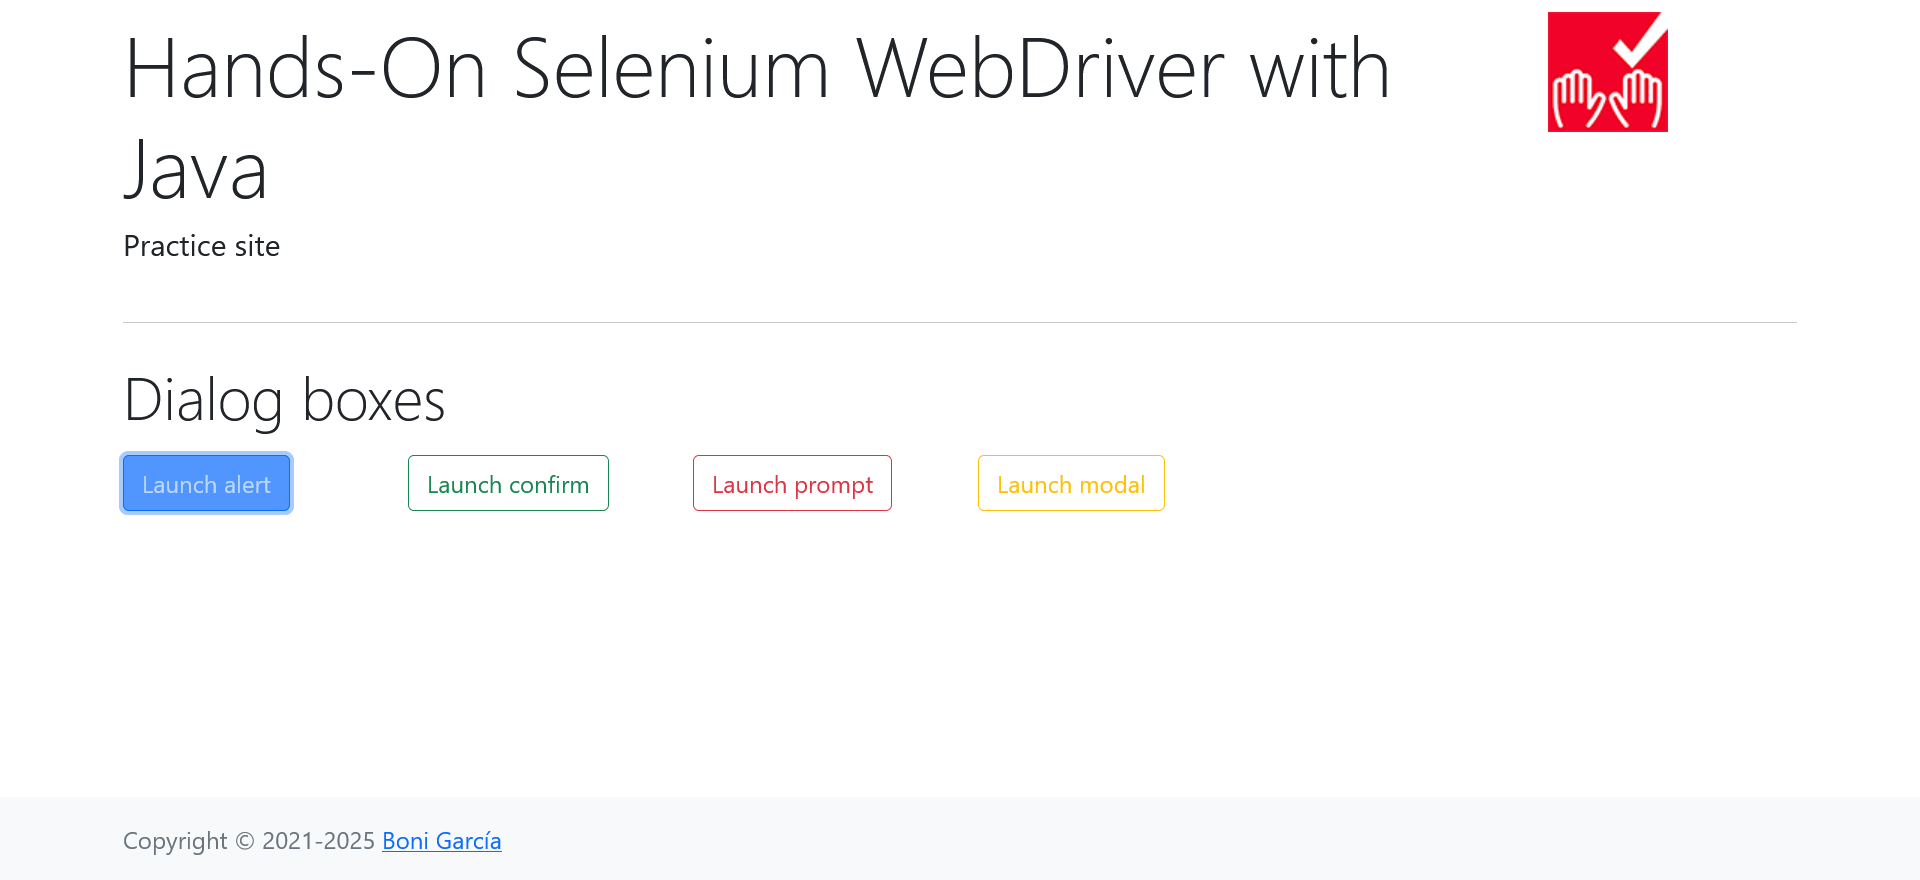 Hands-On Selenium WebDriver with
Java
Practice site
Dialog boxes
Launch alert
Launch confirm
Launch prompt
Launch modal
Copyright © 2021-2025 Boni García